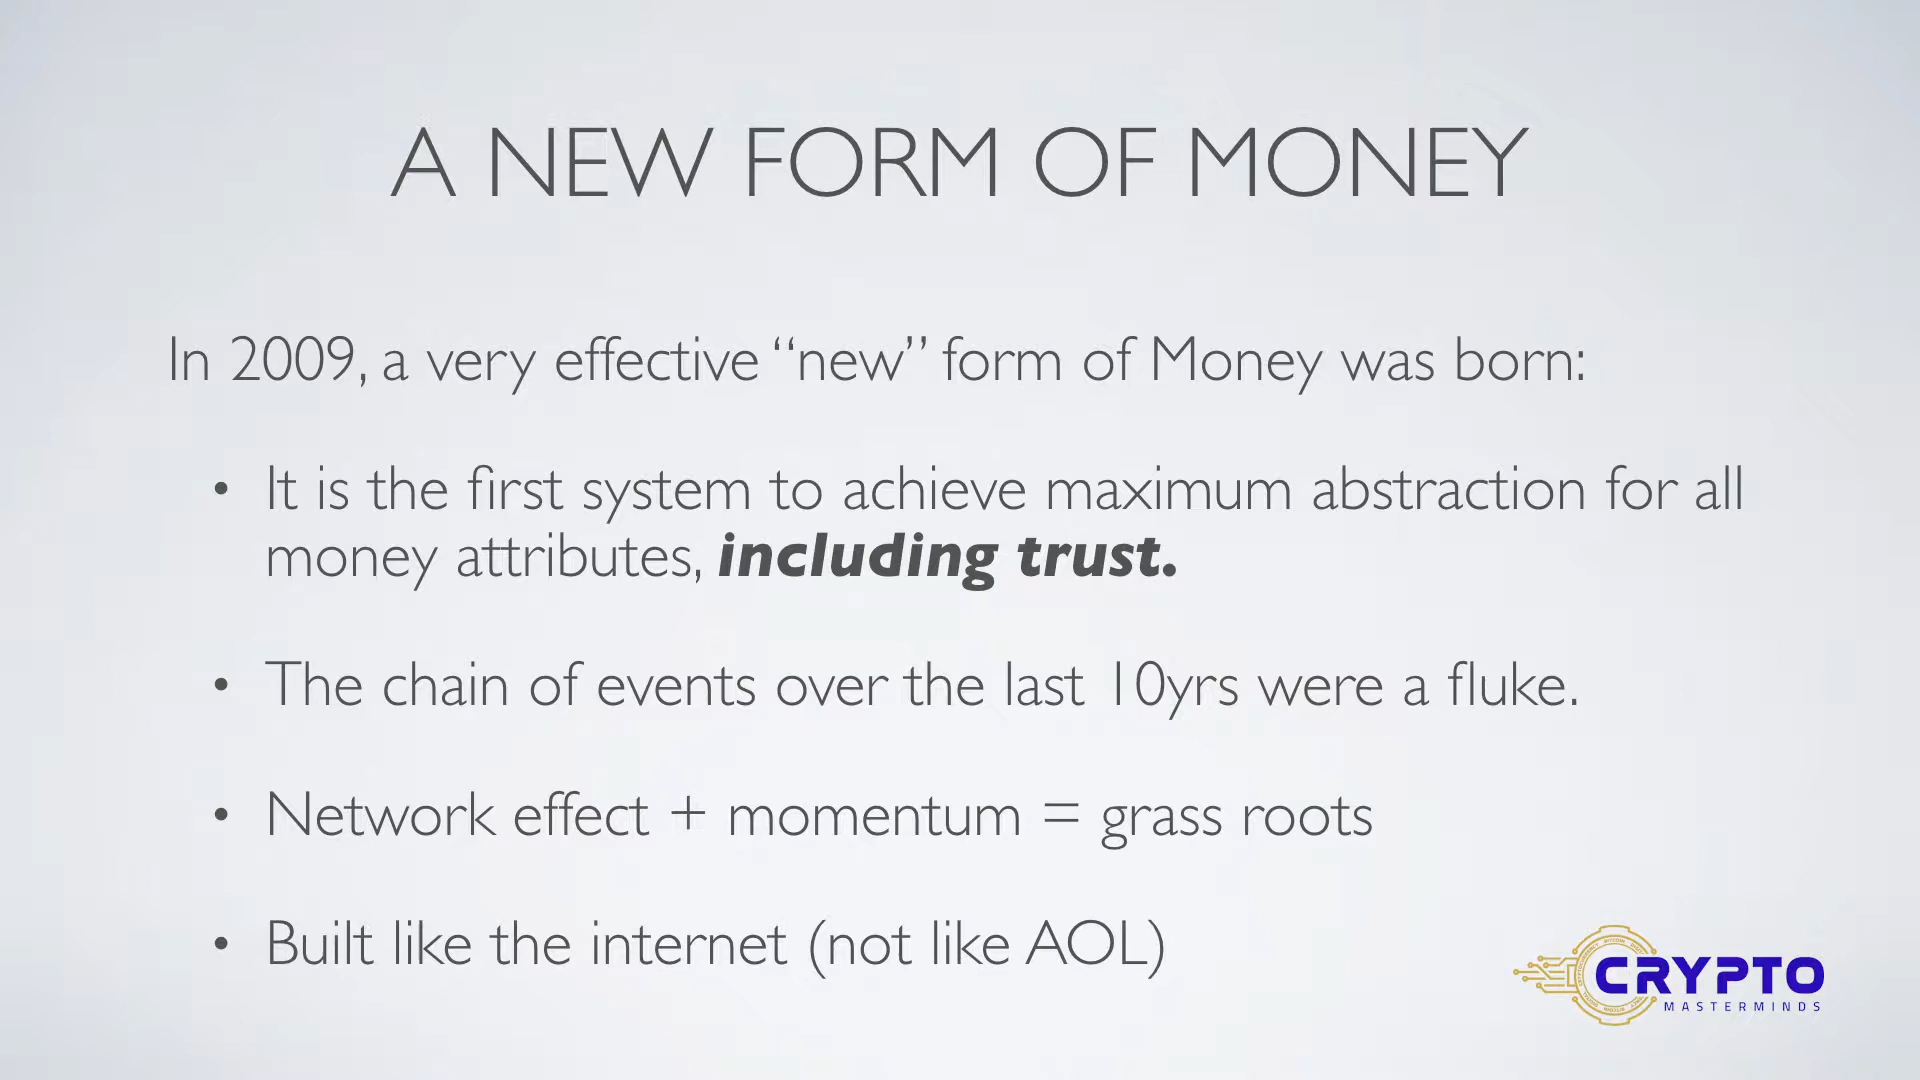 A NEW FORM OF MONEY
In 2009, a very effective “new” form of Money was born:
• It is the first system to achieve maximum abstraction for all
money attributes, including trust.
• The chain of events over the last 10yrs were a fluke.
• Network effect + momentum = grass roots
• Built like the internet (not like AOL)
CRYPTO
MASTERMINDS